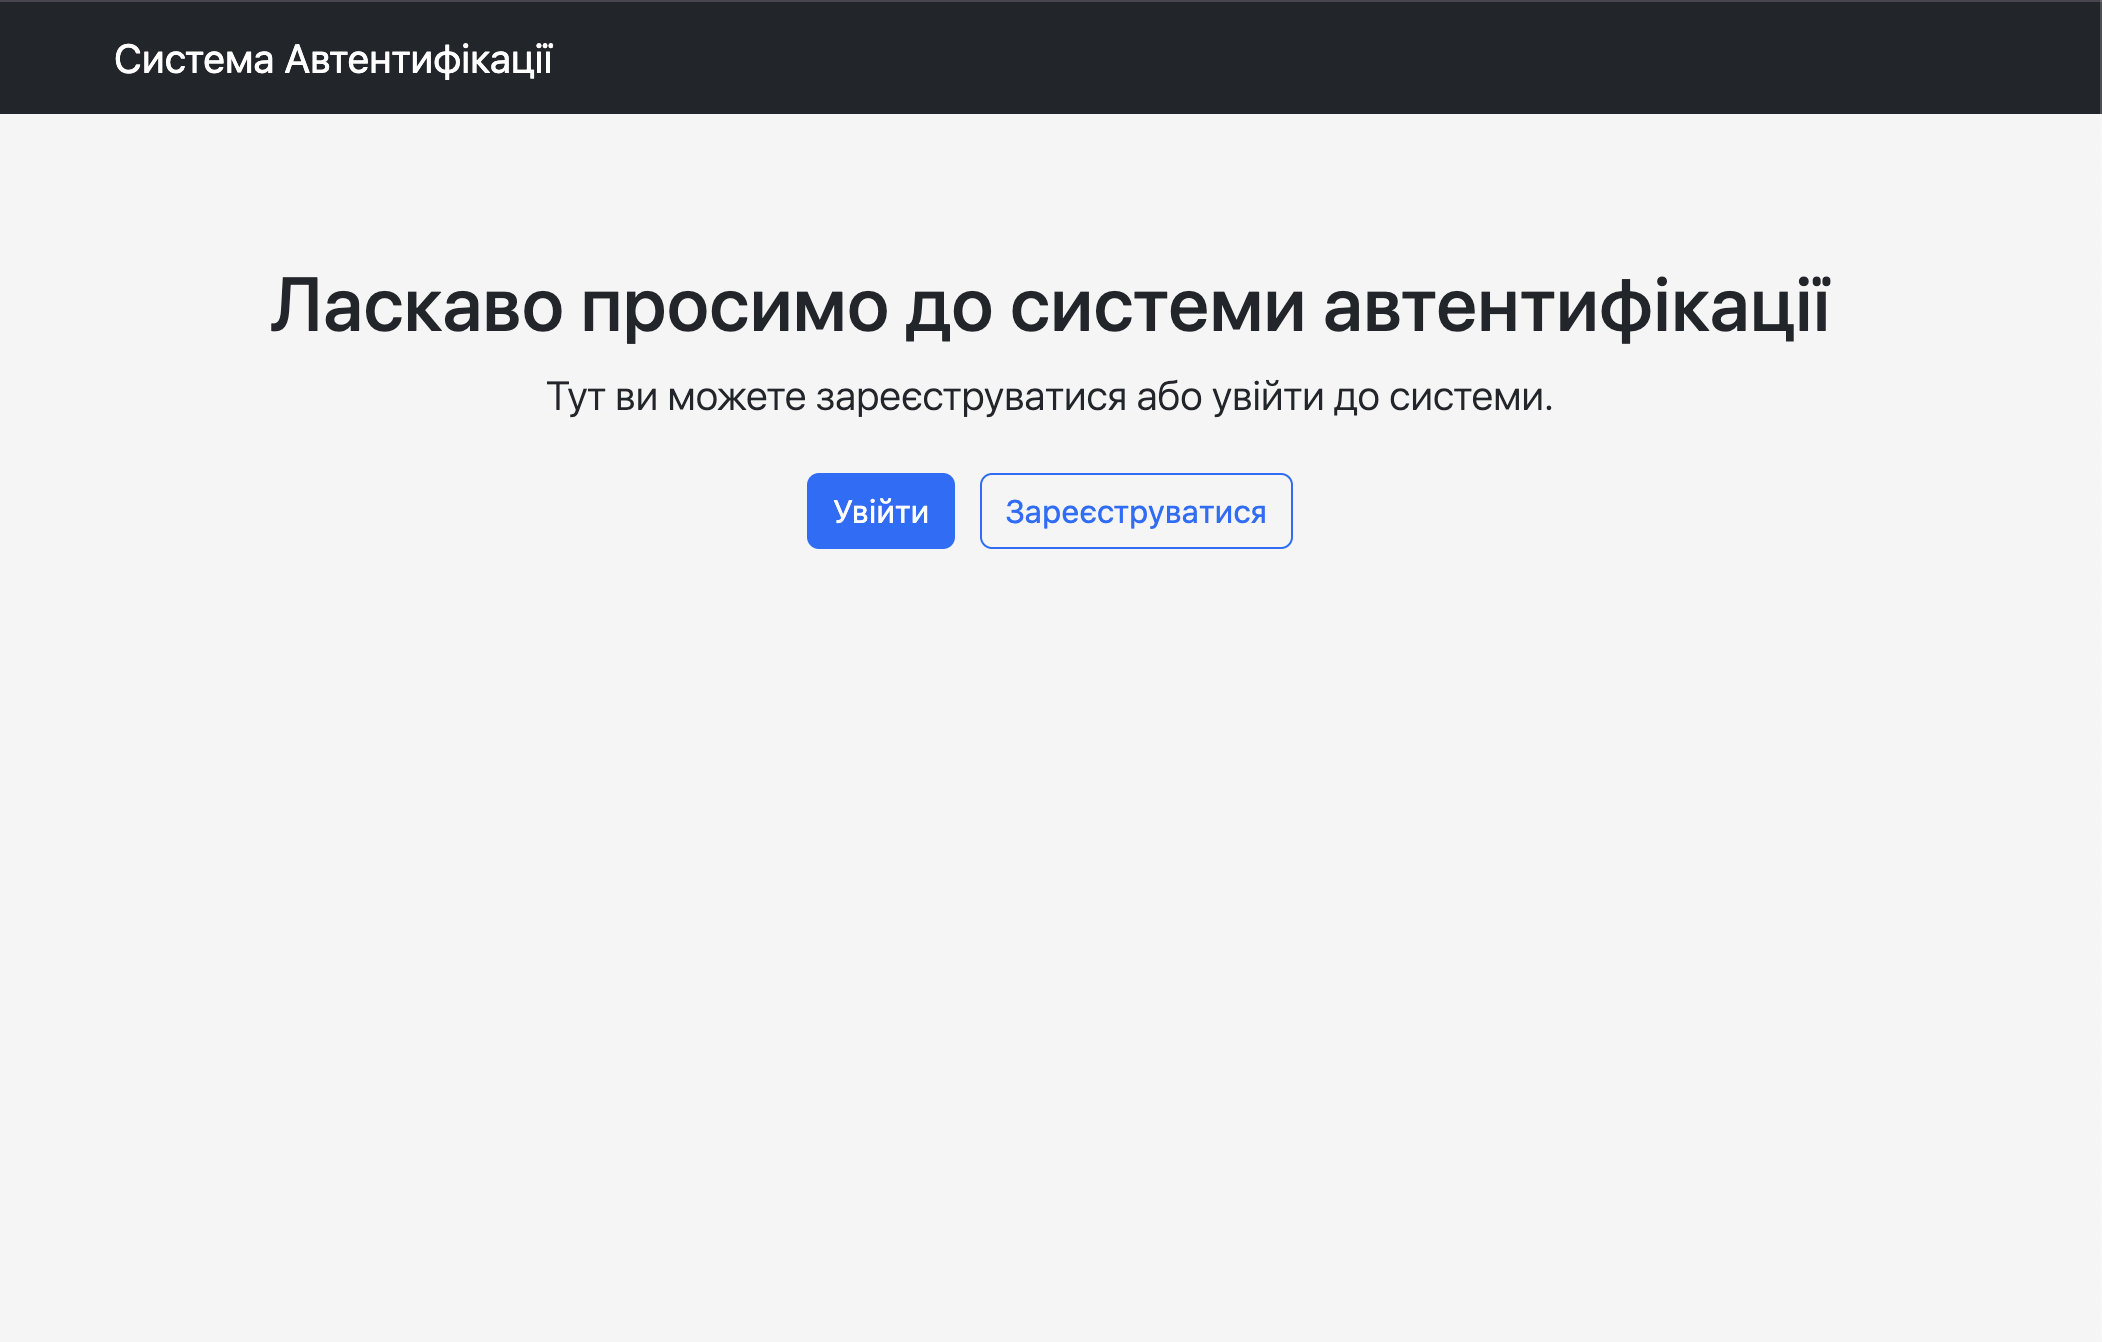 Система Автентифікації
Ласкаво просимо до системи автентифікації
Тут ви можете зареєструватися або увійти до системи.
Увійти
Зареєструватися